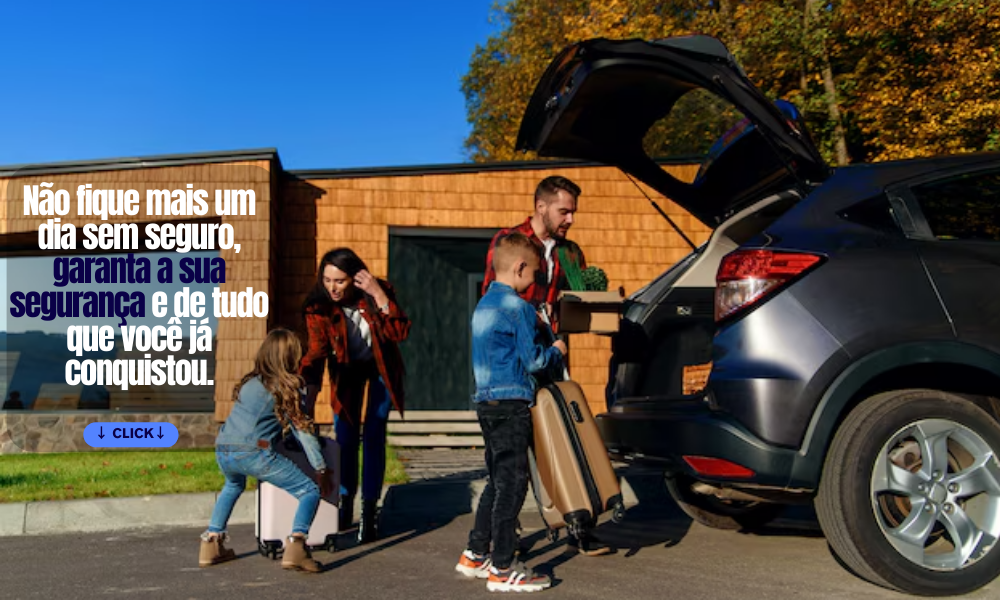 Não fique mais um
dia sem seguro,
garanta a sua
segurança e de tudo
que você já
conquistou.
↓ CLICK ↓